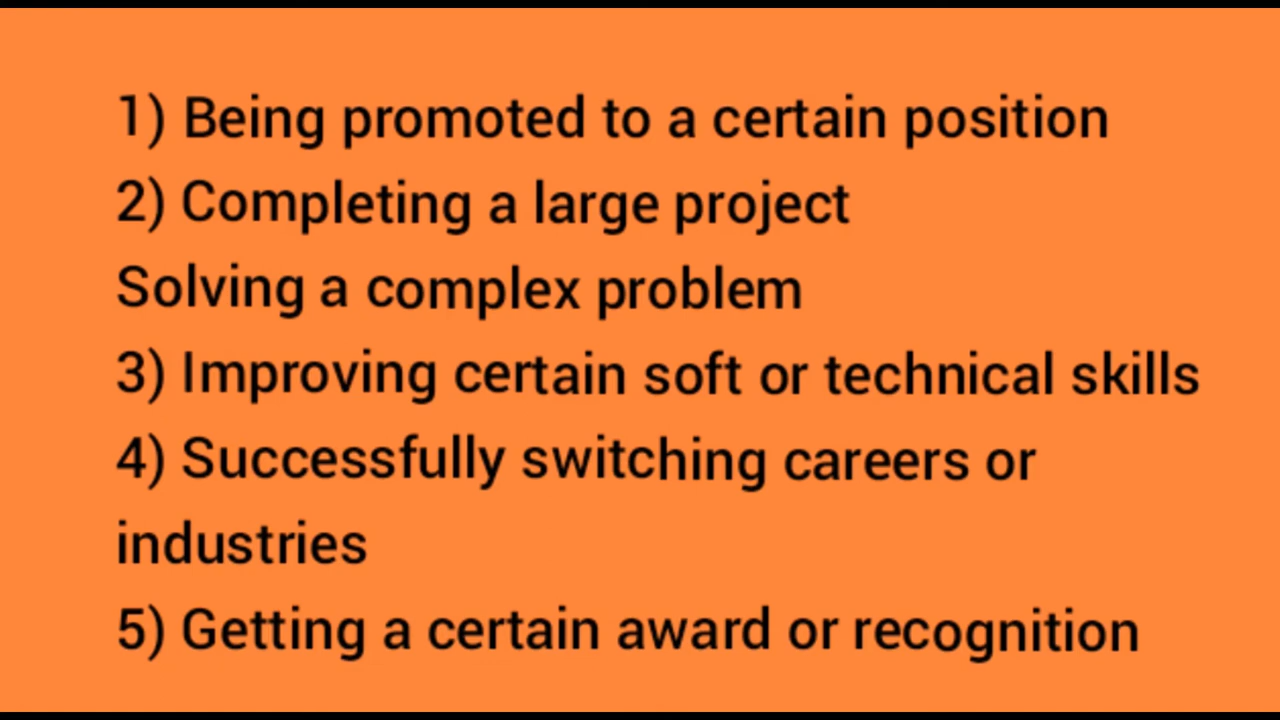 1) Being promoted to a certain position
2) Completing a large project
Solving a complex problem
3) Improving certain soft or technical skills
4) Successfully switching careers or
industries
5) Getting a certain award or recognition